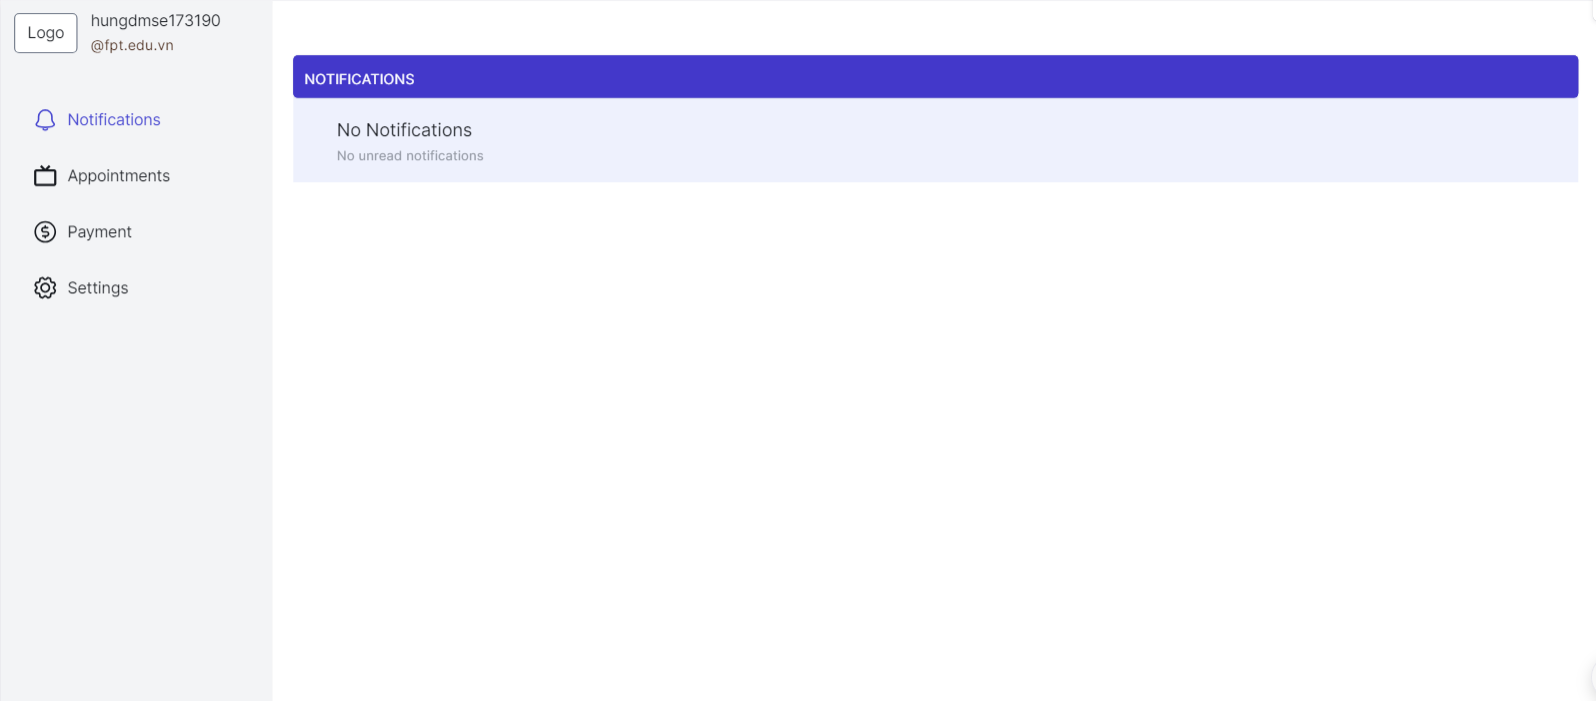 Logo
hungdmse173190
@fpt.edu.vn
Notifications
Appointments
Payment
Settings
NOTIFICATIONS
No Notifications
No unread notifications